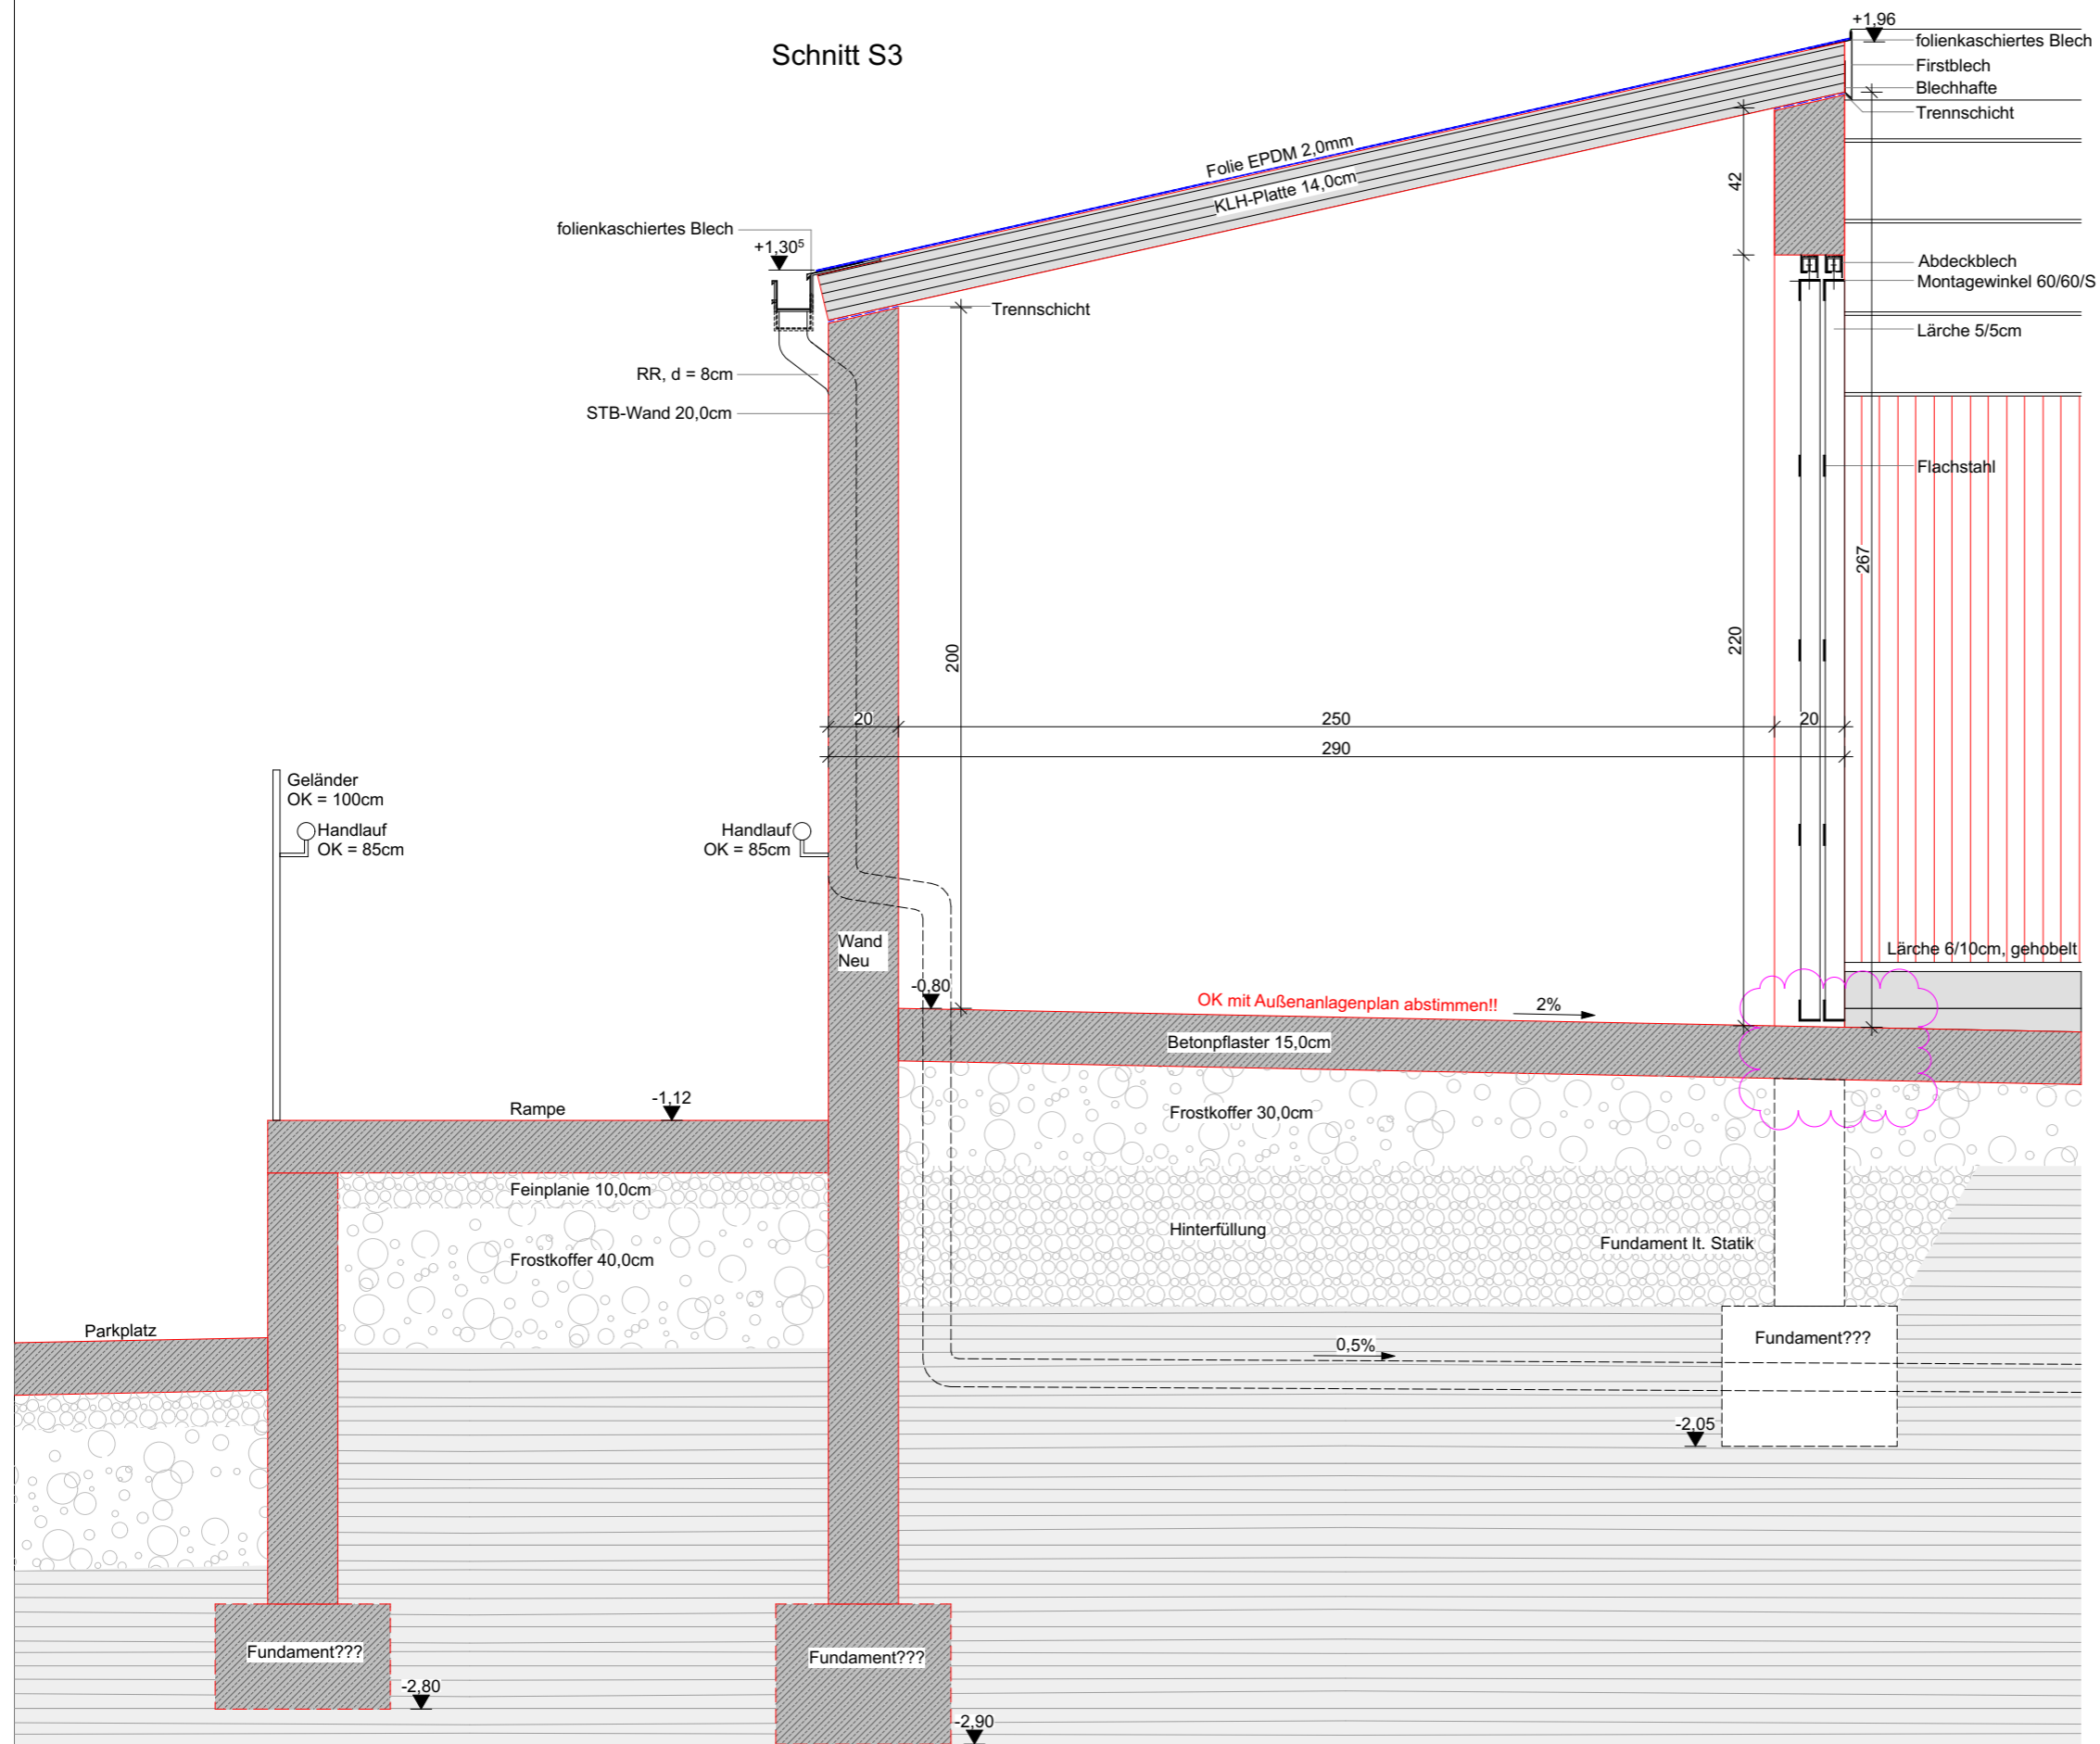 Schnitt S3
+1,96
folienkaschiertes Blech
Firstblech
Blechhafte
Trennschicht
Folie EPDM 2,0mm
KLH-Platte 14,0cm
42
folienkaschiertes Blech
+1,30⁵
Abdeckblech
Montagewinkel 60/60/S
Trennschicht
Lärche 5/5cm
RR, d = 8cm
STB-Wand 20,0cm
Flachstahl
267
200
220
20
250
20
290
Geländer
OK = 100cm
Handlauf
OK = 85cm
Handlauf
OK = 85cm
Wand
Neu
Lärche 6/10cm, gehobelt
-0,80
OK mit Außenanlagenplan abstimmen!!
2%
Betonpflaster 15,0cm
Rampe
-1,12
Frostkoffer 30,0cm
Feinplanie 10,0cm
Hinterfüllung
Fundament lt. Statik
Frostkoffer 40,0cm
Parkplatz
0,5%
Fundament???
-2,05
Fundament???
Fundament???
-2,80
-2,90